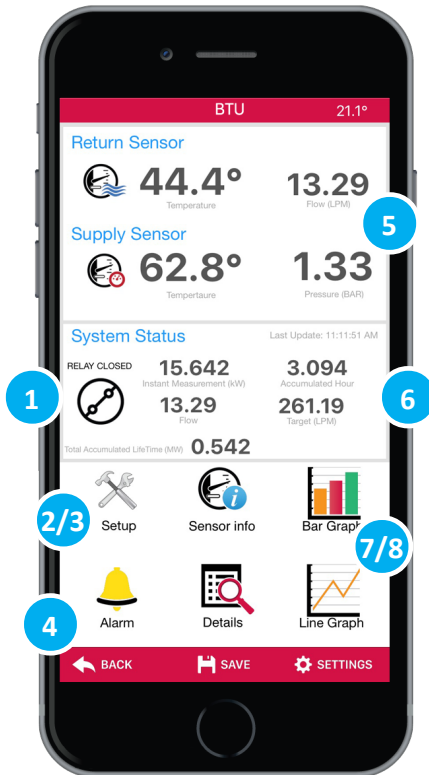 BTU 21.1°
Return Sensor
44.4° 13.29
Temperature Flow (LPM)
5
Supply Sensor
62.8° 1.33
Tempertaure Pressure (BAR)
System Status Last Update: 11:11:51 AM
RELAY CLOSED 15.642 3.094
Instant Measurement (kW) Accumulated Hour
1 13.29 261.19 6
Flow Target (LPM)
Total Accumulated LifeTime (MW) 0.542
2/3 Setup Sensor info Bar Graph
7/8
4 Alarm Details Line Graph
BACK SAVE SETTINGS